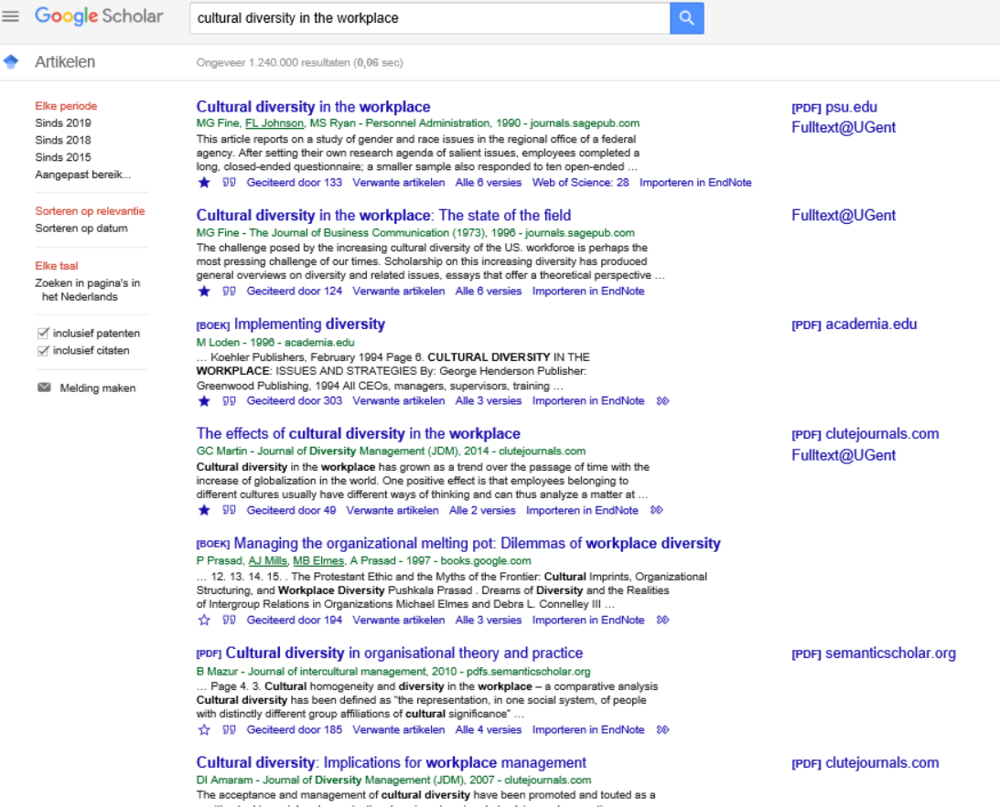 Google Scholar
cultural diversity in the workplace
Artikelen
Ongeveer 1.240.000 resultaten (0,06 sec)
Elke periode
Sinds 2019
Sinds 2018
Sinds 2015
Aangepast bereik...
Sorteren op relevantie
Sorteren op datum
Elke taal
Zoeken in pagina's in
het Nederlands
inclusief patenten
inclusief citaten
Melding maken
Cultural diversity in the workplace
MG Fine, FL Johnson, MS Ryan - Personnel Administration, 1990 - journals.sagepub.com
This article reports on a study of gender and race issues in the regional office of a federal
agency. After setting their own research agenda of salient issues, employees completed a
long, closed-ended questionnaire; a smaller sample also responded to ten open-ended ...
Geciteerd door 133 Verwante artikelen Alle 6 versies Web of Science: 28 Importeren in EndNote
[PDF] psu.edu
Fulltext@UGent
Cultural diversity in the workplace: The state of the field
MG Fine - The Journal of Business Communication (1973), 1996 - journals.sagepub.com
The challenge posed by the increasing cultural diversity of the US. workforce is perhaps the
most pressing challenge of our times. Scholarship on this increasing diversity has produced
general overviews on diversity and related issues, essays that offer a theoretical perspective ...
Geciteerd door 124 Verwante artikelen Alle 6 versies Importeren in EndNote
Fulltext@UGent
[BOEK] Implementing diversity
M Loden - 1996 - academia.edu
... Koehler Publishers, February 1994 Page 6. CULTURAL DIVERSITY IN THE
WORKPLACE: ISSUES AND STRATEGIES By: George Henderson Publisher:
Greenwood Publishing, 1994 All CEOs, managers, supervisors, training ...
Geciteerd door 303 Verwante artikelen Alle 3 versies Importeren in EndNote
[PDF] academia.edu
The effects of cultural diversity in the workplace
GC Martin - Journal of Diversity Management (JDM), 2014 - clutejournals.com
Cultural diversity in the workplace has grown as a trend over the passage of time with the
increase of globalization in the world. One positive effect is that employees belonging to
different cultures usually have different ways of thinking and can thus analyze a matter at ...
Geciteerd door 49 Verwante artikelen Alle 2 versies Importeren in EndNote
[PDF] clutejournals.com
Fulltext@UGent
[BOEK] Managing the organizational melting pot: Dilemmas of workplace diversity
P Prasad, AJ Mills, MB Elmes, A Prasad - 1997 - books.google.com
... 12. 13. 14. 15. . The Protestant Ethic and the Myths of the Frontier: Cultural Imprints, Organizational
Structuring, and Workplace Diversity Pushkala Prasad . Dreams of Diversity and the Realities
of Intergroup Relations in Organizations Michael Elmes and Debra L. Connelley III ...
Geciteerd door 194 Verwante artikelen Alle 3 versies Importeren in EndNote
[PDF] Cultural diversity in organisational theory and practice
B Mazur - Journal of intercultural management, 2010 - pdfs.semanticscholar.org
... Page 4. 3. Cultural homogeneity and diversity in the workplace – a comparative analysis
Cultural diversity has been defined as "the representation, in one social system, of people
with distinctly different group affiliations of cultural significance" ...
Geciteerd door 185 Verwante artikelen Alle 4 versies Importeren in EndNote
[PDF] semanticscholar.org
Cultural diversity: Implications for workplace management
DI Amaram - Journal of Diversity Management (JDM), 2007 - clutejournals.com
The acceptance and management of cultural diversity have been promoted and touted as a
[PDF] clutejournals.com